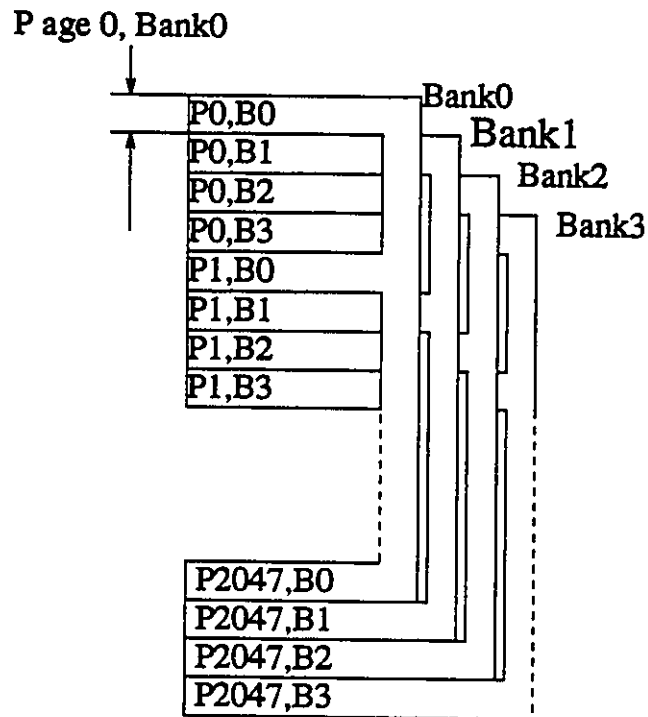 P age 0, Bank0
Bank0
P0,B0
Bank1
P0,B1
Bank2
P0,B2
Bank3
P0,B3
P1,B0
P1,B1
P1,B2
P1,B3
P2047,B0
P2047,B1
P2047,B2
P2047,B3